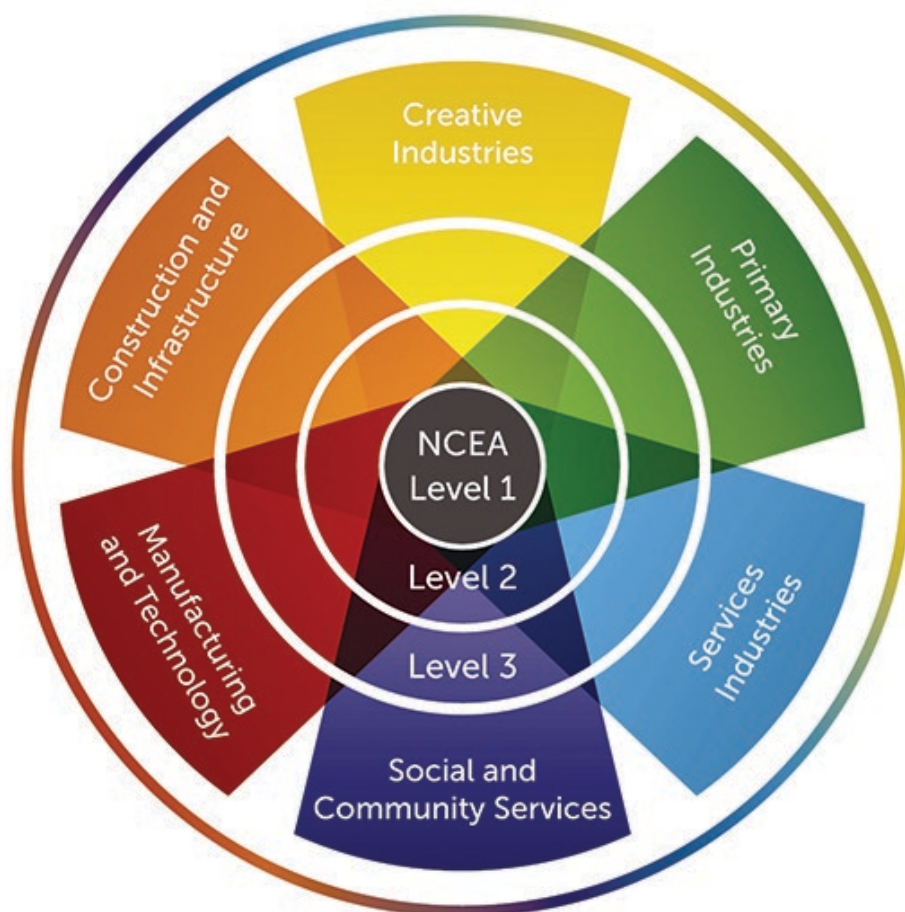 Creative
Industries
Primary
Industries
Services
Industries
Social and
Community Services
Manufacturing
and Technology
Construction and
Infrastructure
NCEA
Level 1
Level 2
Level 3